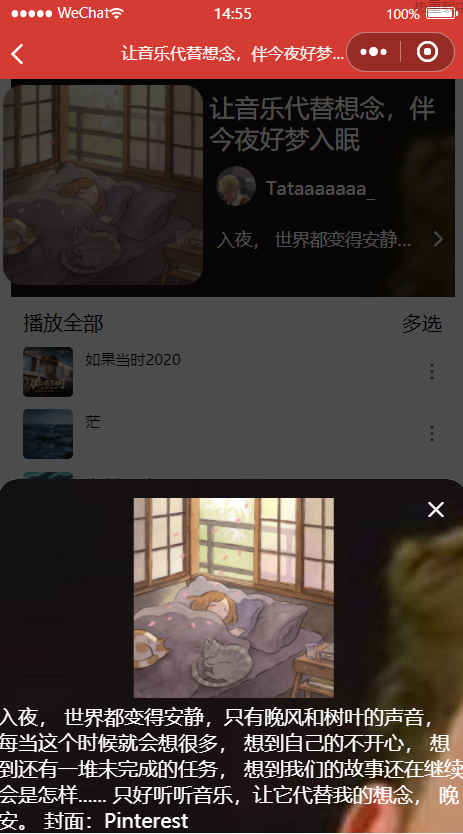 WeChat
14:55
100%
让音乐代替想念，伴今夜好梦...
让音乐代替想念，伴
今夜好梦入眠
Tataaaaaaa_
入夜， 世界都变得安静...
播放全部
多选
如果当时2020
茫
入夜， 世界都变得安静，只有晚风和树叶的声音，
每当这个时候就会想很多， 想到自己的不开心， 想
到还有一堆未完成的任务， 想到我们的故事还在继续
会是怎样...... 只好听听音乐，让它代替我的想念， 晚
安。 封面：Pinterest